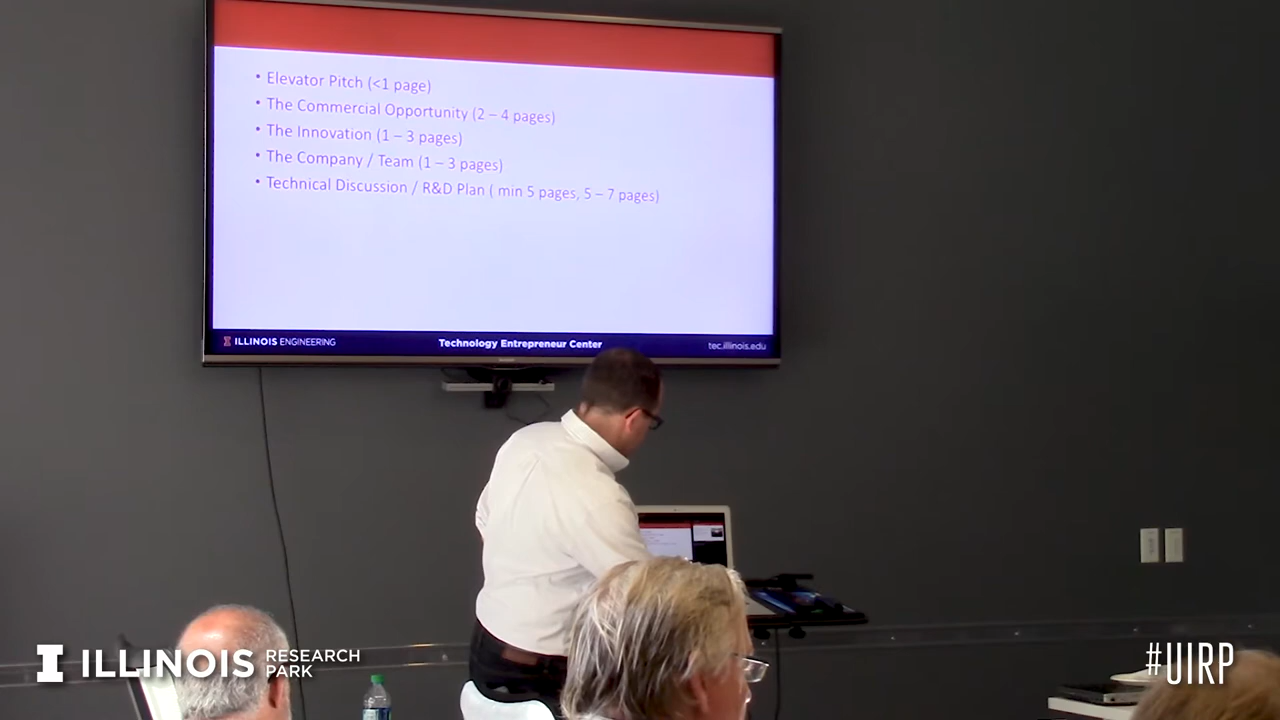 • Elevator Pitch (<1 page)
• The Commercial Opportunity (2 – 4 pages)
• The Innovation (1 – 3 pages)
• The Company / Team (1 – 3 pages)
• Technical Discussion / R&D Plan ( min 5 pages, 5 – 7 pages)
I ILLINOIS ENGINEERING
Technology Entrepreneur Center
tec.illinois.edu
I ILLINOIS RESEARCH
PARK
#UIRP